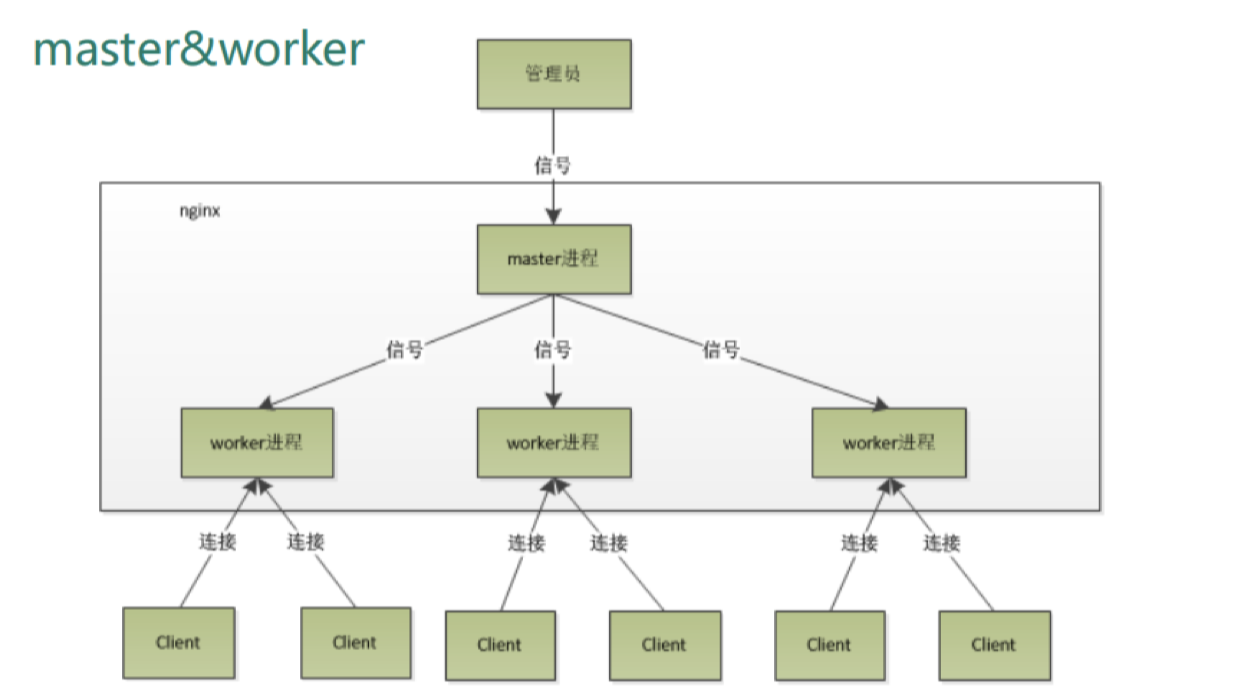 master&worker
管理员
信号
nginx
master进程
信号
信号
信号
worker进程
worker进程
worker进程
连接
连接
连接
连接
连接
连接
Client
Client
Client
Client
Client
Client